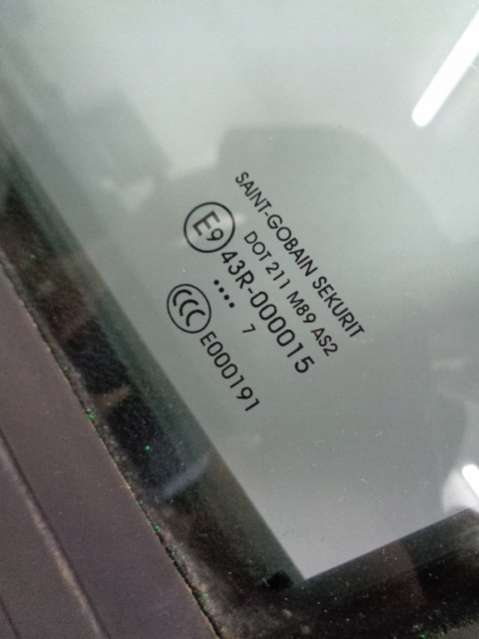 SAINT-GOBAIN SEKURIT
DOT 211 M89 AS2
E9 43R-000015
....
7
CCC E000191